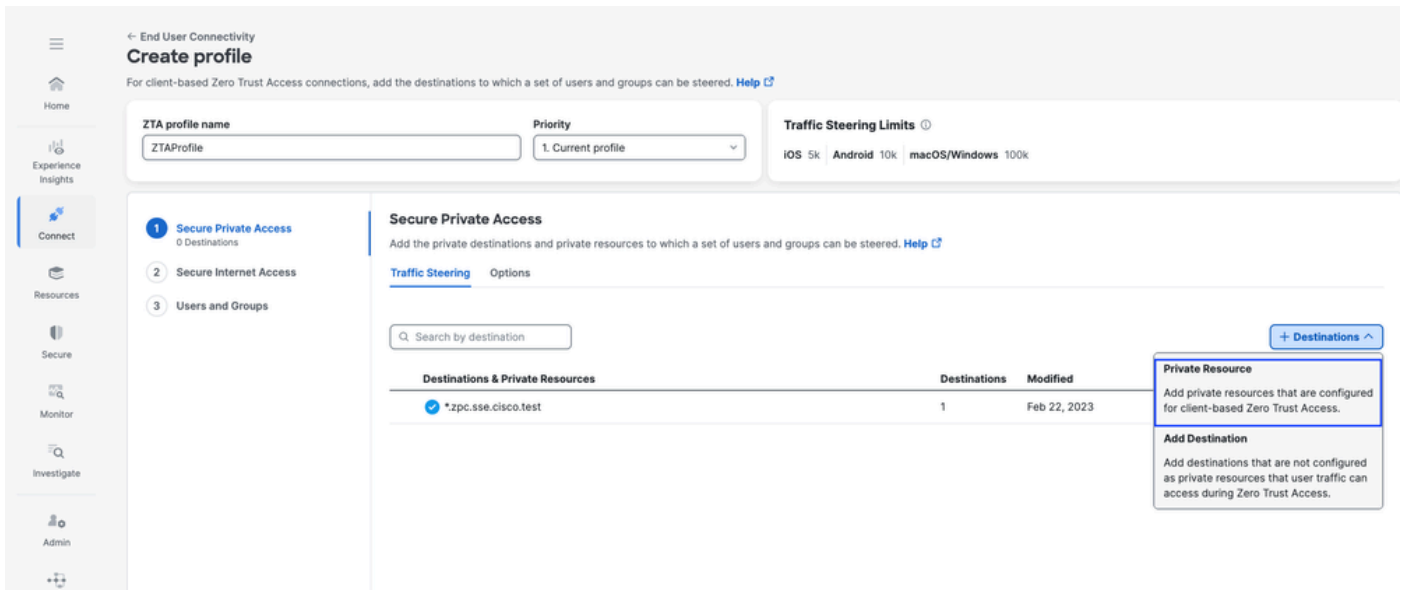 ← End User Connectivity
Create profile
For client-based Zero Trust Access connections, add the destinations to which a set of users and groups can be steered. Help
ZTA profile name
ZTAProfile
Priority
1. Current profile
Traffic Steering Limits
iOS 5k Android 10k macOS/Windows 100k
Home
Experience
Insights
Connect
Resources
Secure
Monitor
Investigate
Admin
1 Secure Private Access
0 Destinations
2 Secure Internet Access
3 Users and Groups
Secure Private Access
Add the private destinations and private resources to which a set of users and groups can be steered. Help
Traffic Steering Options
Search by destination
+ Destinations
Destinations & Private Resources Destinations Modified
*.zpc.sse.cisco.test 1 Feb 22, 2023
Private Resource
Add private resources that are configured
for client-based Zero Trust Access.
Add Destination
Add destinations that are not configured
as private resources that user traffic can
access during Zero Trust Access.